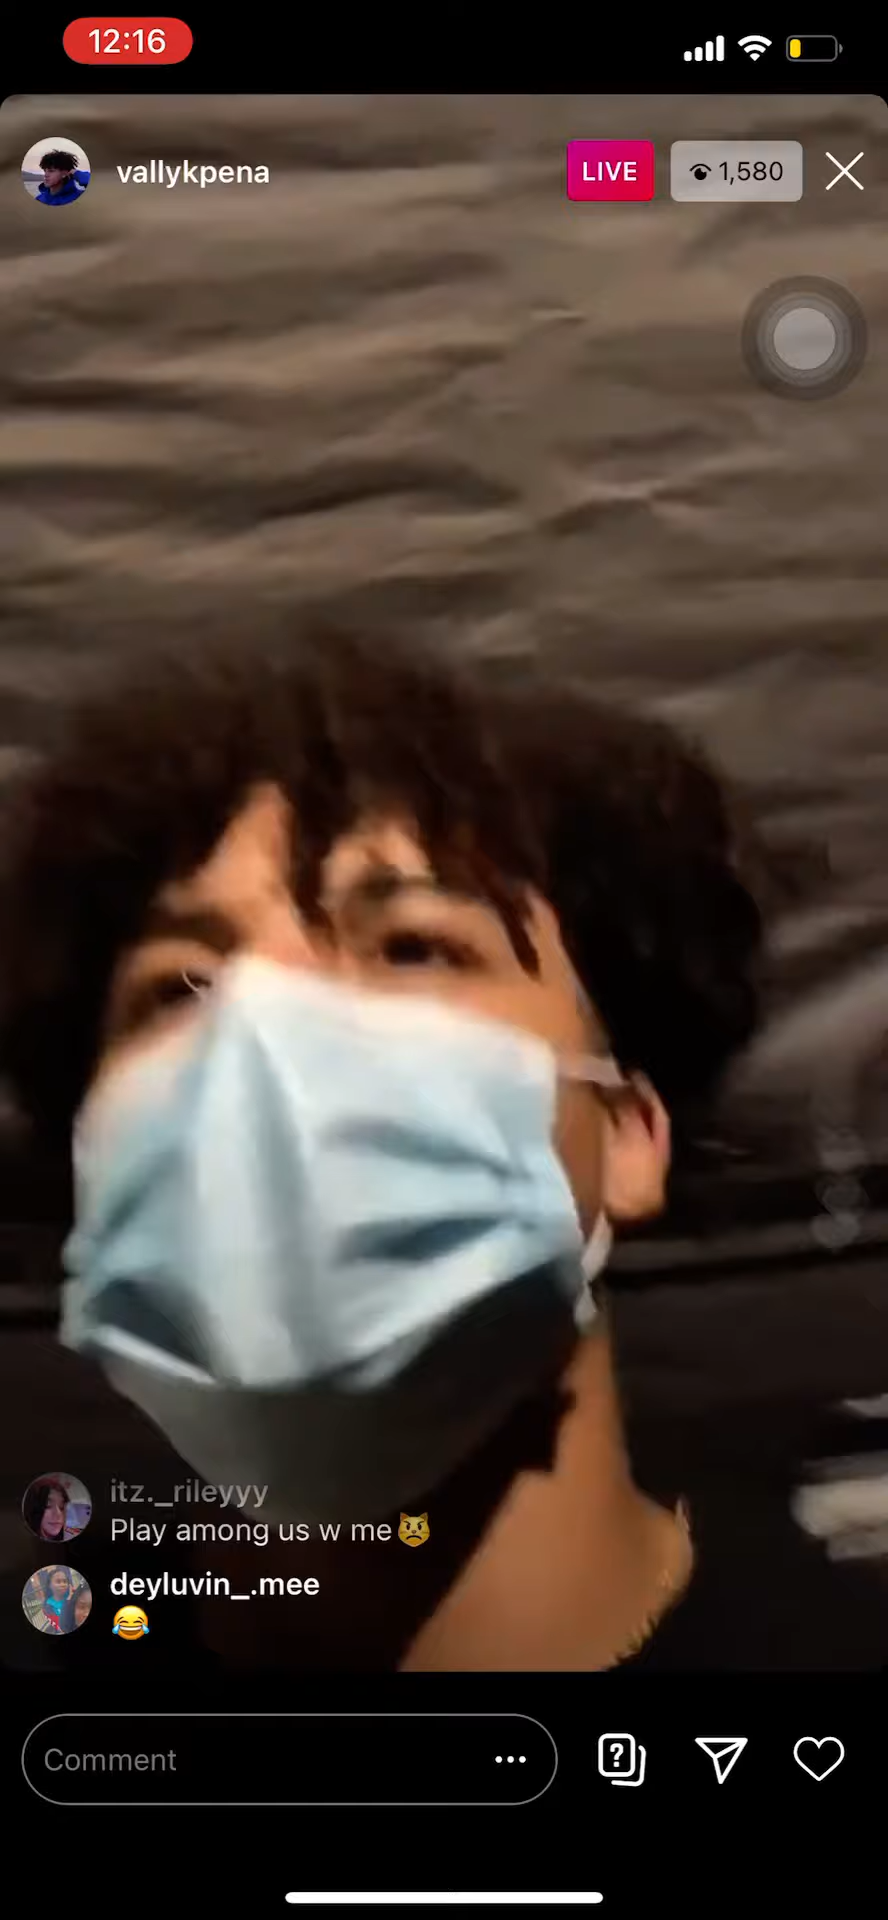 12:16
vallykpena
LIVE
1,580
itz._rileyyy
Play among us w me😾
deyluvin_.mee
😂
Comment